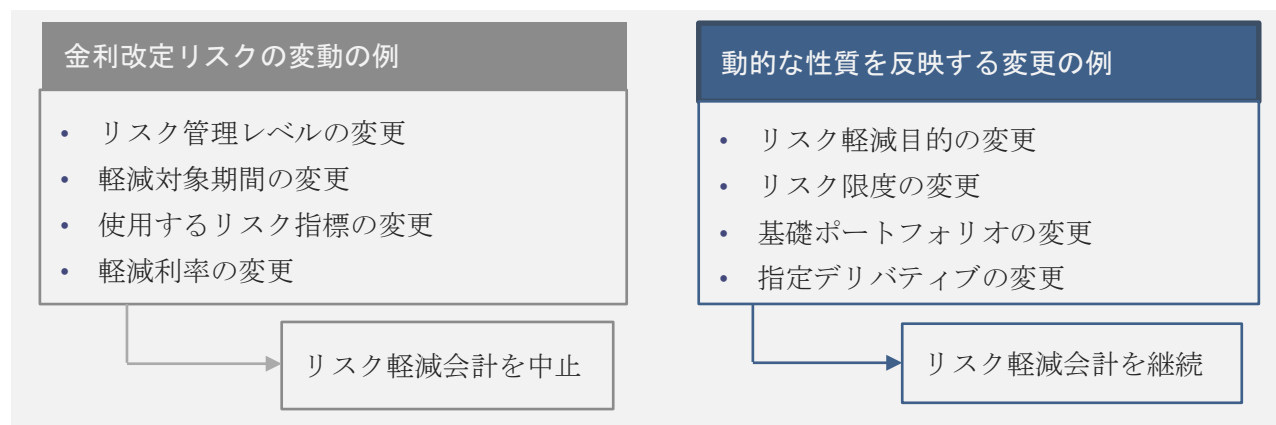 金利改定リスクの変動の例
• リスク管理レベルの変更
• 軽減対象期間の変更
• 使用するリスク指標の変更
• 軽減利率の変更
リスク軽減会計を中止
動的な性質を反映する変更の例
• リスク軽減目的の変更
• リスク限度の変更
• 基礎ポートフォリオの変更
• 指定デリバティブの変更
リスク軽減会計を継続